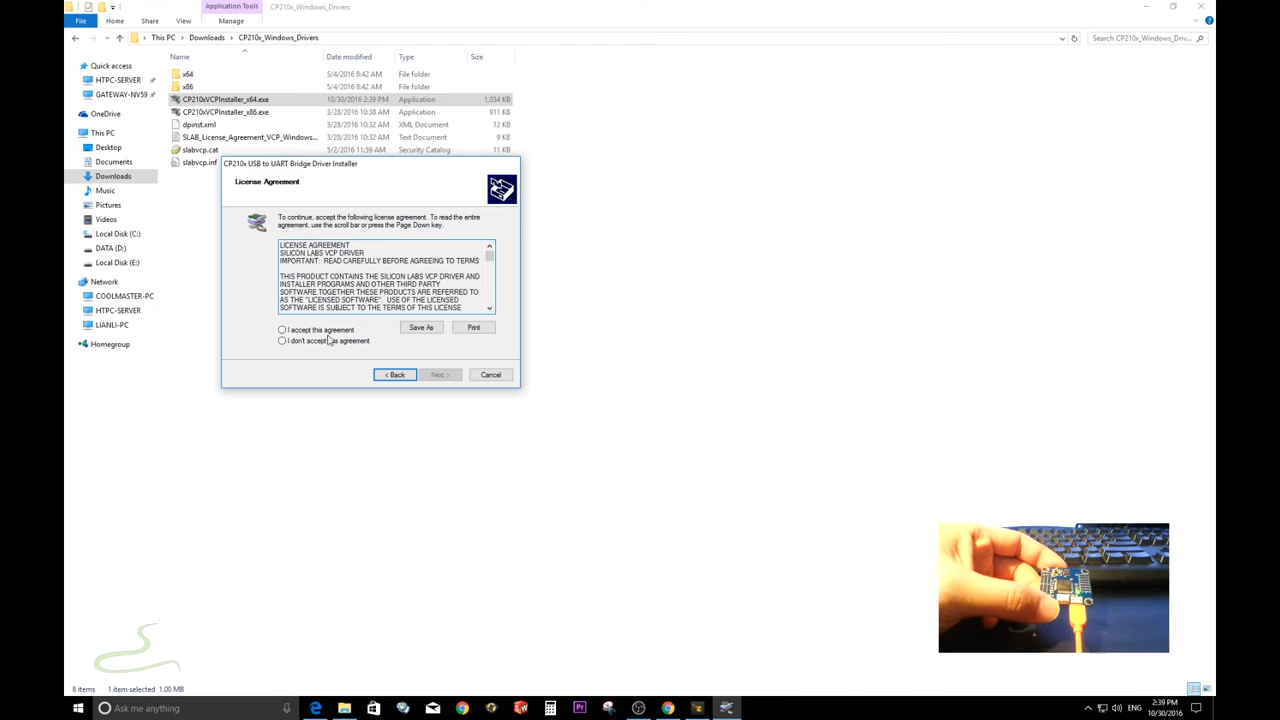 Application Tools
CP210x_Windows_Drivers
File
Home
Share
View
Manage
This PC
Downloads
CP210x_Windows_Drivers
Search CP210x_Windows_Driv...
Name
Date modified
Type
Size
Quick access
HTPC-SERVER
GATEWAY-NV59
OneDrive
This PC
Desktop
Documents
Downloads
Music
Pictures
Videos
Local Disk (C:)
DATA (D:)
Local Disk (E:)
Network
COOLMASTER-PC
HTPC-SERVER
LIANLI-PC
Homegroup
x64 5/4/2016 8:42 AM File folder
x86 5/4/2016 8:42 AM File folder
CP210xVCPInstaller_x64.exe 10/30/2016 2:39 PM Application 1,034 KB
CP210xVCPInstaller_x86.exe 3/28/2016 10:38 AM Application 911 KB
dpinst.xml 3/28/2016 10:32 AM XML Document 12 KB
SLAB_License_Agreement_VCP_Windows... 3/28/2016 10:32 AM Text Document 9 KB
slabvcp.cat 5/2/2016 11:59 AM Security Catalog 11 KB
slabvcp.inf
CP210x USB to UART Bridge Driver Installer
License Agreement
To continue, accept the following license agreement. To read the entire
agreement, use the scroll bar or press the Page Down key.
LICENSE AGREEMENT
SILICON LABS VCP DRIVER
IMPORTANT: READ CAREFULLY BEFORE AGREEING TO TERMS
THIS PRODUCT CONTAINS THE SILICON LABS VCP DRIVER AND
INSTALLER PROGRAMS AND OTHER THIRD PARTY
SOFTWARE.TOGETHER THESE PRODUCTS ARE REFERRED TO
AS THE "LICENSED SOFTWARE". USE OF THE LICENSED
SOFTWARE IS SUBJECT TO THE TERMS OF THIS LICENSE
I accept this agreement
I don't accept this agreement
Save As
Print
< Back
Next >
Cancel
8 items
1 item selected 1.00 MB
Ask me anything
ENG
2:39 PM
10/30/2016